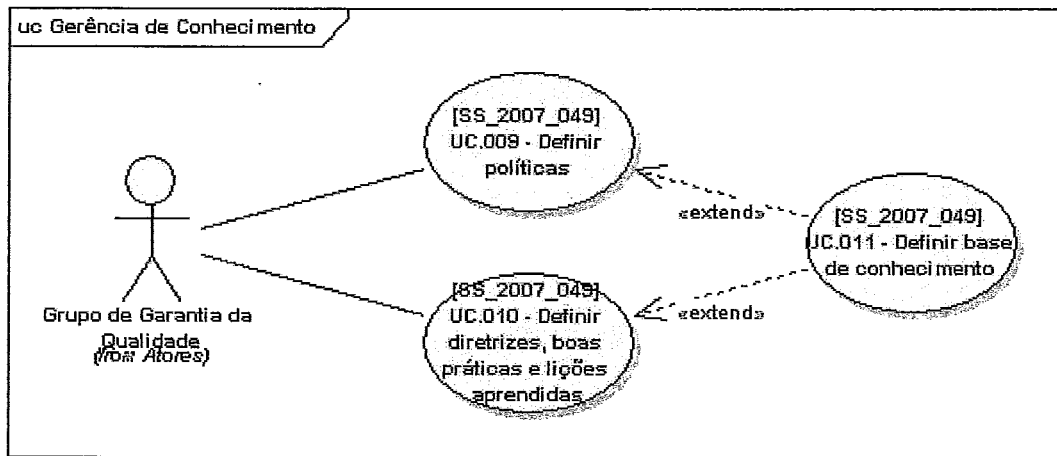 uc Gerência de Conhecimento
[SS_2007_049]
UC.009 - Definir
políticas
«extend»
[SS_2007_049]
UC.011 - Definir base
de conhecimento
«extend»
[SS_2007_049]
UC.010 - Definir
diretrizes, boas
práticas e lições
aprendidas
Grupo de Garantia da
Qualidade
(from Atores)